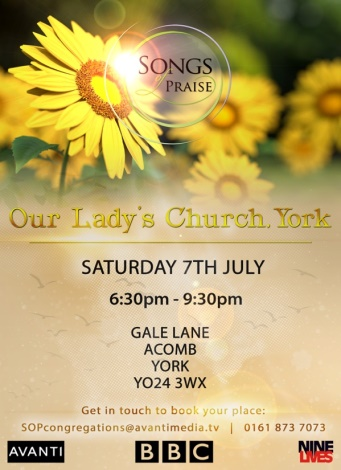 SONGS
OF
PRAISE
Our Lady's Church, York
SATURDAY 7TH JULY
6:30pm - 9:30pm
GALE LANE
ACOMB
YORK
YO24 3WX
Get in touch to book your place:
SOPcongregations@avantimedia.tv | 0161 873 7073
AVANTI
BBC
NINE
LIVES